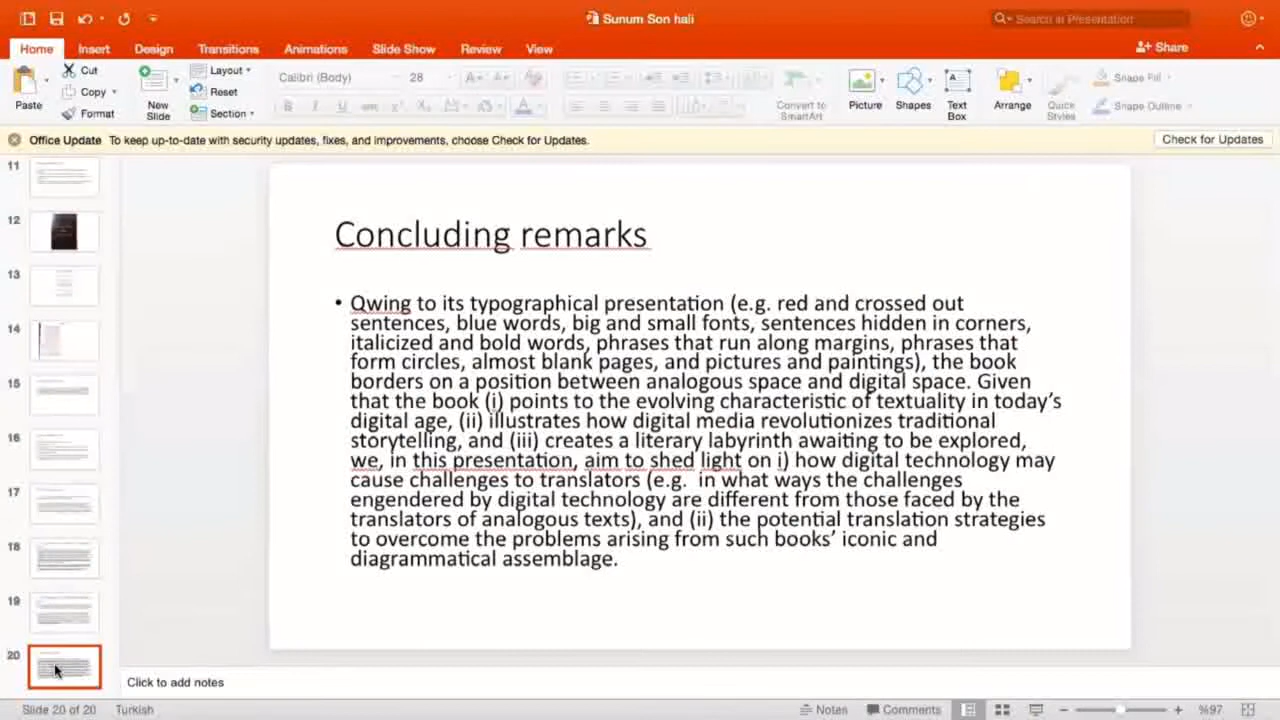 Sunum Son hali
Search in Presentation
Home Insert Design Transitions Animations Slide Show Review View
Share
Paste
Cut
Copy
Format
New
Slide
Layout
Reset
Section
Calibri (Body) 28
Convert to
SmartArt
Picture
Shapes
Text
Box
Arrange
Quick
Styles
Shape Fill
Shape Outline
Office Update To keep up-to-date with security updates, fixes, and improvements, choose Check for Updates.
Check for Updates
11
12
13
14
15
16
17
18
19
20
Concluding remarks
• Qwing to its typographical presentation (e.g. red and crossed out
sentences, blue words, big and small fonts, sentences hidden in corners,
italicized and bold words, phrases that run along margins, phrases that
form circles, almost blank pages, and pictures and paintings), the book
borders on a position between analogous space and digital space. Given
that the book (i) points to the evolving characteristic of textuality in today’s
digital age, (ii) illustrates how digital media revolutionizes traditional
storytelling, and (iii) creates a literary labyrinth awaiting to be explored,
we, in this presentation, aim to shed light on i) how digital technology may
cause challenges to translators (e.g. in what ways the challenges
engendered by digital technology are different from those faced by the
translators of analogous texts), and (ii) the potential translation strategies
to overcome the problems arising from such books’ iconic and
diagrammatical assemblage.
Click to add notes
Slide 20 of 20 Turkish
Notes Comments %97